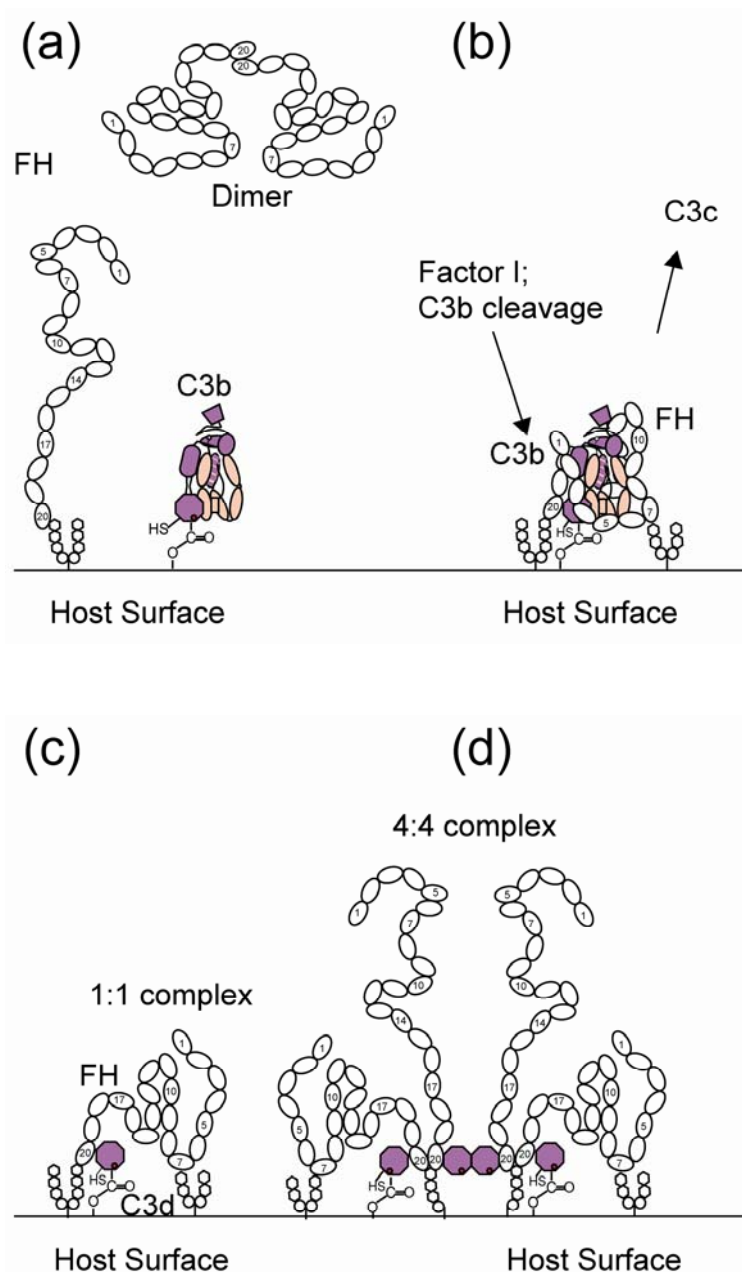 (a)
(b)
20
20
1
7
7
1
FH
Dimer
5
7
1
10
14
17
20
C3b
HS
O
O
Host Surface
Factor I;
C3b cleavage
C3c
C3b
FH
1
10
20
5
7
HS
O
O
Host Surface
(c)
(d)
4:4 complex
1:1 complex
FH
1
17
10
5
20
7
HS
O
O
C3d
Host Surface
1
5
7
10
14
17
5
1
7
10
14
17
1
10
17
5
7
20
20
20
20
17
10
1
5
7
HS
O
O
HS
O
O
Host Surface